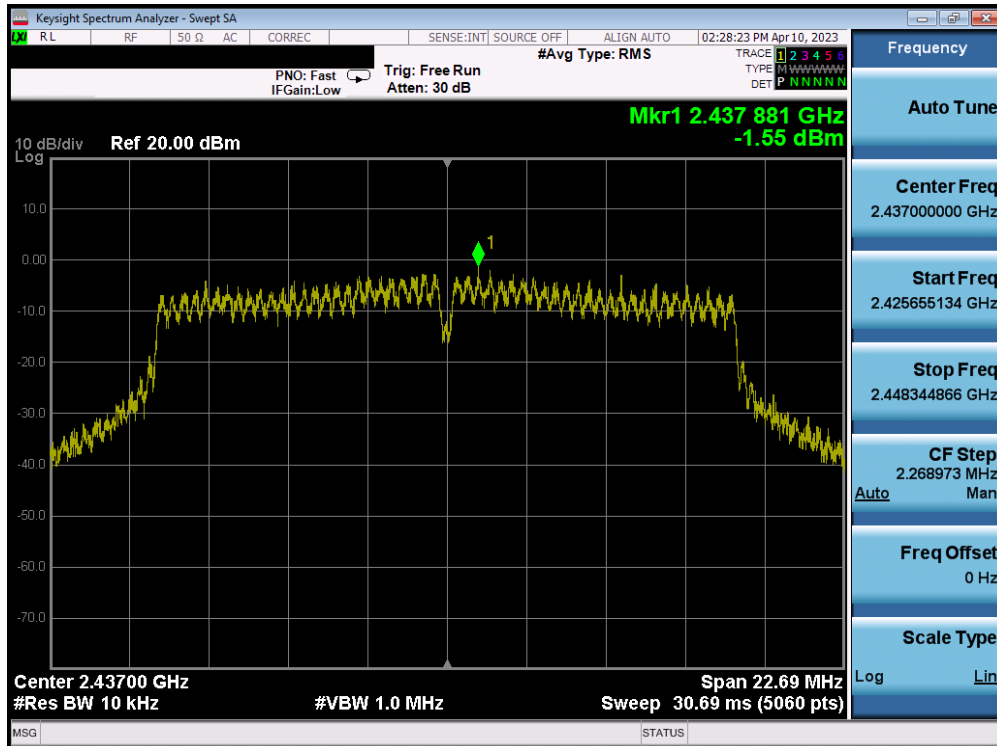 Keysight Spectrum Analyzer - Swept SA
LXI RL RF 50 Ω AC CORREC SENSE:INT SOURCE OFF ALIGN AUTO 02:28:23 PM Apr 10, 2023
#Avg Type: RMS
TRACE 1 2 3 4 5 6
PNO: Fast Trig: Free Run
TYPE M WWWWW
IFGain:Low Atten: 30 dB
DET P N N N N N
Mkr1 2.437 881 GHz
-1.55 dBm
10 dB/div Ref 20.00 dBm
Log
10.0
1
0.00
-10.0
-20.0
-30.0
-40.0
-50.0
-60.0
-70.0
Center 2.43700 GHz Span 22.69 MHz
#Res BW 10 kHz #VBW 1.0 MHz Sweep 30.69 ms (5060 pts)
MSG STATUS
Frequency
Auto Tune
Center Freq
2.437000000 GHz
Start Freq
2.425655134 GHz
Stop Freq
2.448344866 GHz
CF Step
2.268973 MHz
Auto Man
Freq Offset
0 Hz
Scale Type
Log Lin